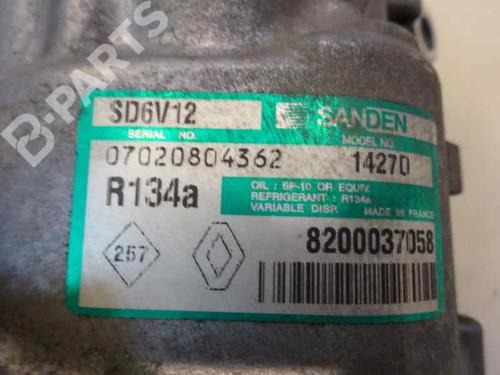 B-PARTS
SD6V12
SANDEN
SERIAL NO.
MODEL NO.
07020804362
1427D
R134a
OIL : SP-10 OR EQUIV.
REFRIGERANT : R134a
VARIABLE DISP. MADE IN FRANCE
257
8200037058